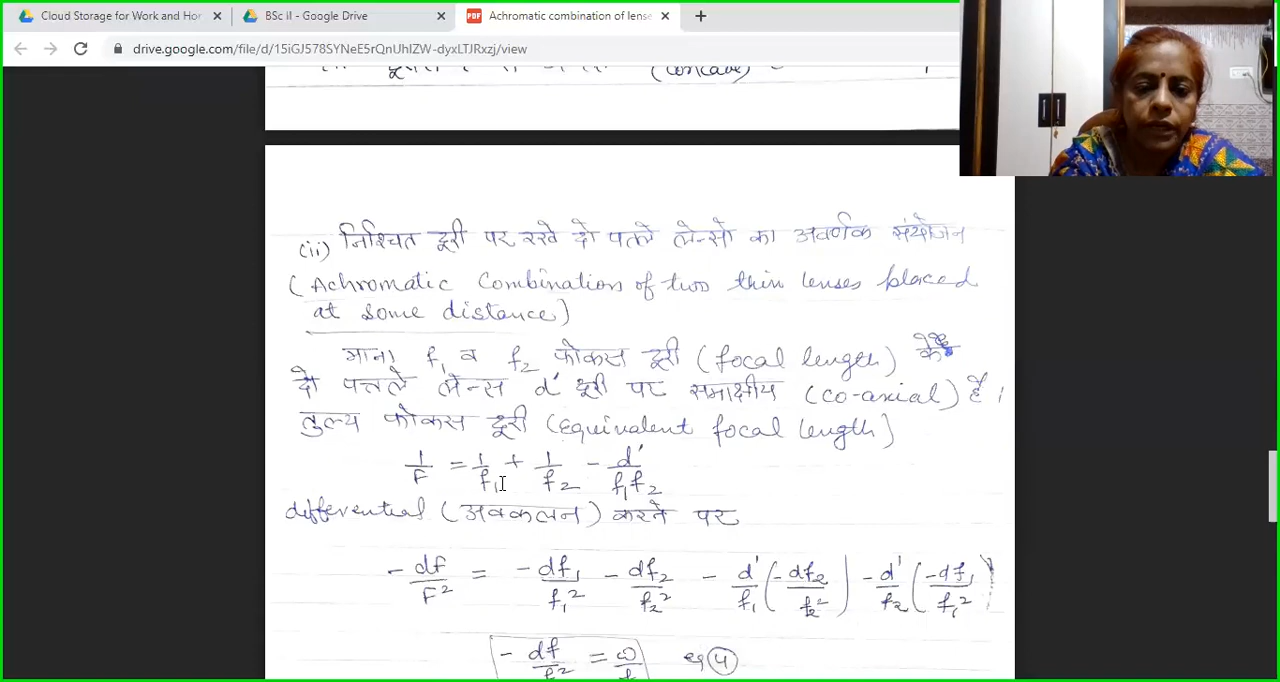 Cloud Storage for Work and Hor
BSc iI - Google Drive
Achromatic combination of lense
drive.google.com/file/d/15iGJ578SYNeE5rQnUhIZW-dyxLTJRxzj/view
(concave)
(ii) निश्चित दूरी पर रखे दो पतले लेन्सो का अवर्णक संयोजन
(Achromatic Combination of two thin lenses placed
at some distance)
माना f₁ व f₂ फोकस दूरी (focal length) के
दो पतले लेन्स d' दूरी पर समाक्षीय (co-axial) है।
तुल्य फोकस दूरी (Equivalent focal length)
1/F = 1/f₁ + 1/f₂ - d'/f₁f₂
differential (अवकलन) करने पर
-df/F² = -df₁/f₁² - df₂/f₂² - d'/f₁(-df₂/f₂²) - d'/f₂(-df₁/f₁²)
-df/f² = ω/f eq ④